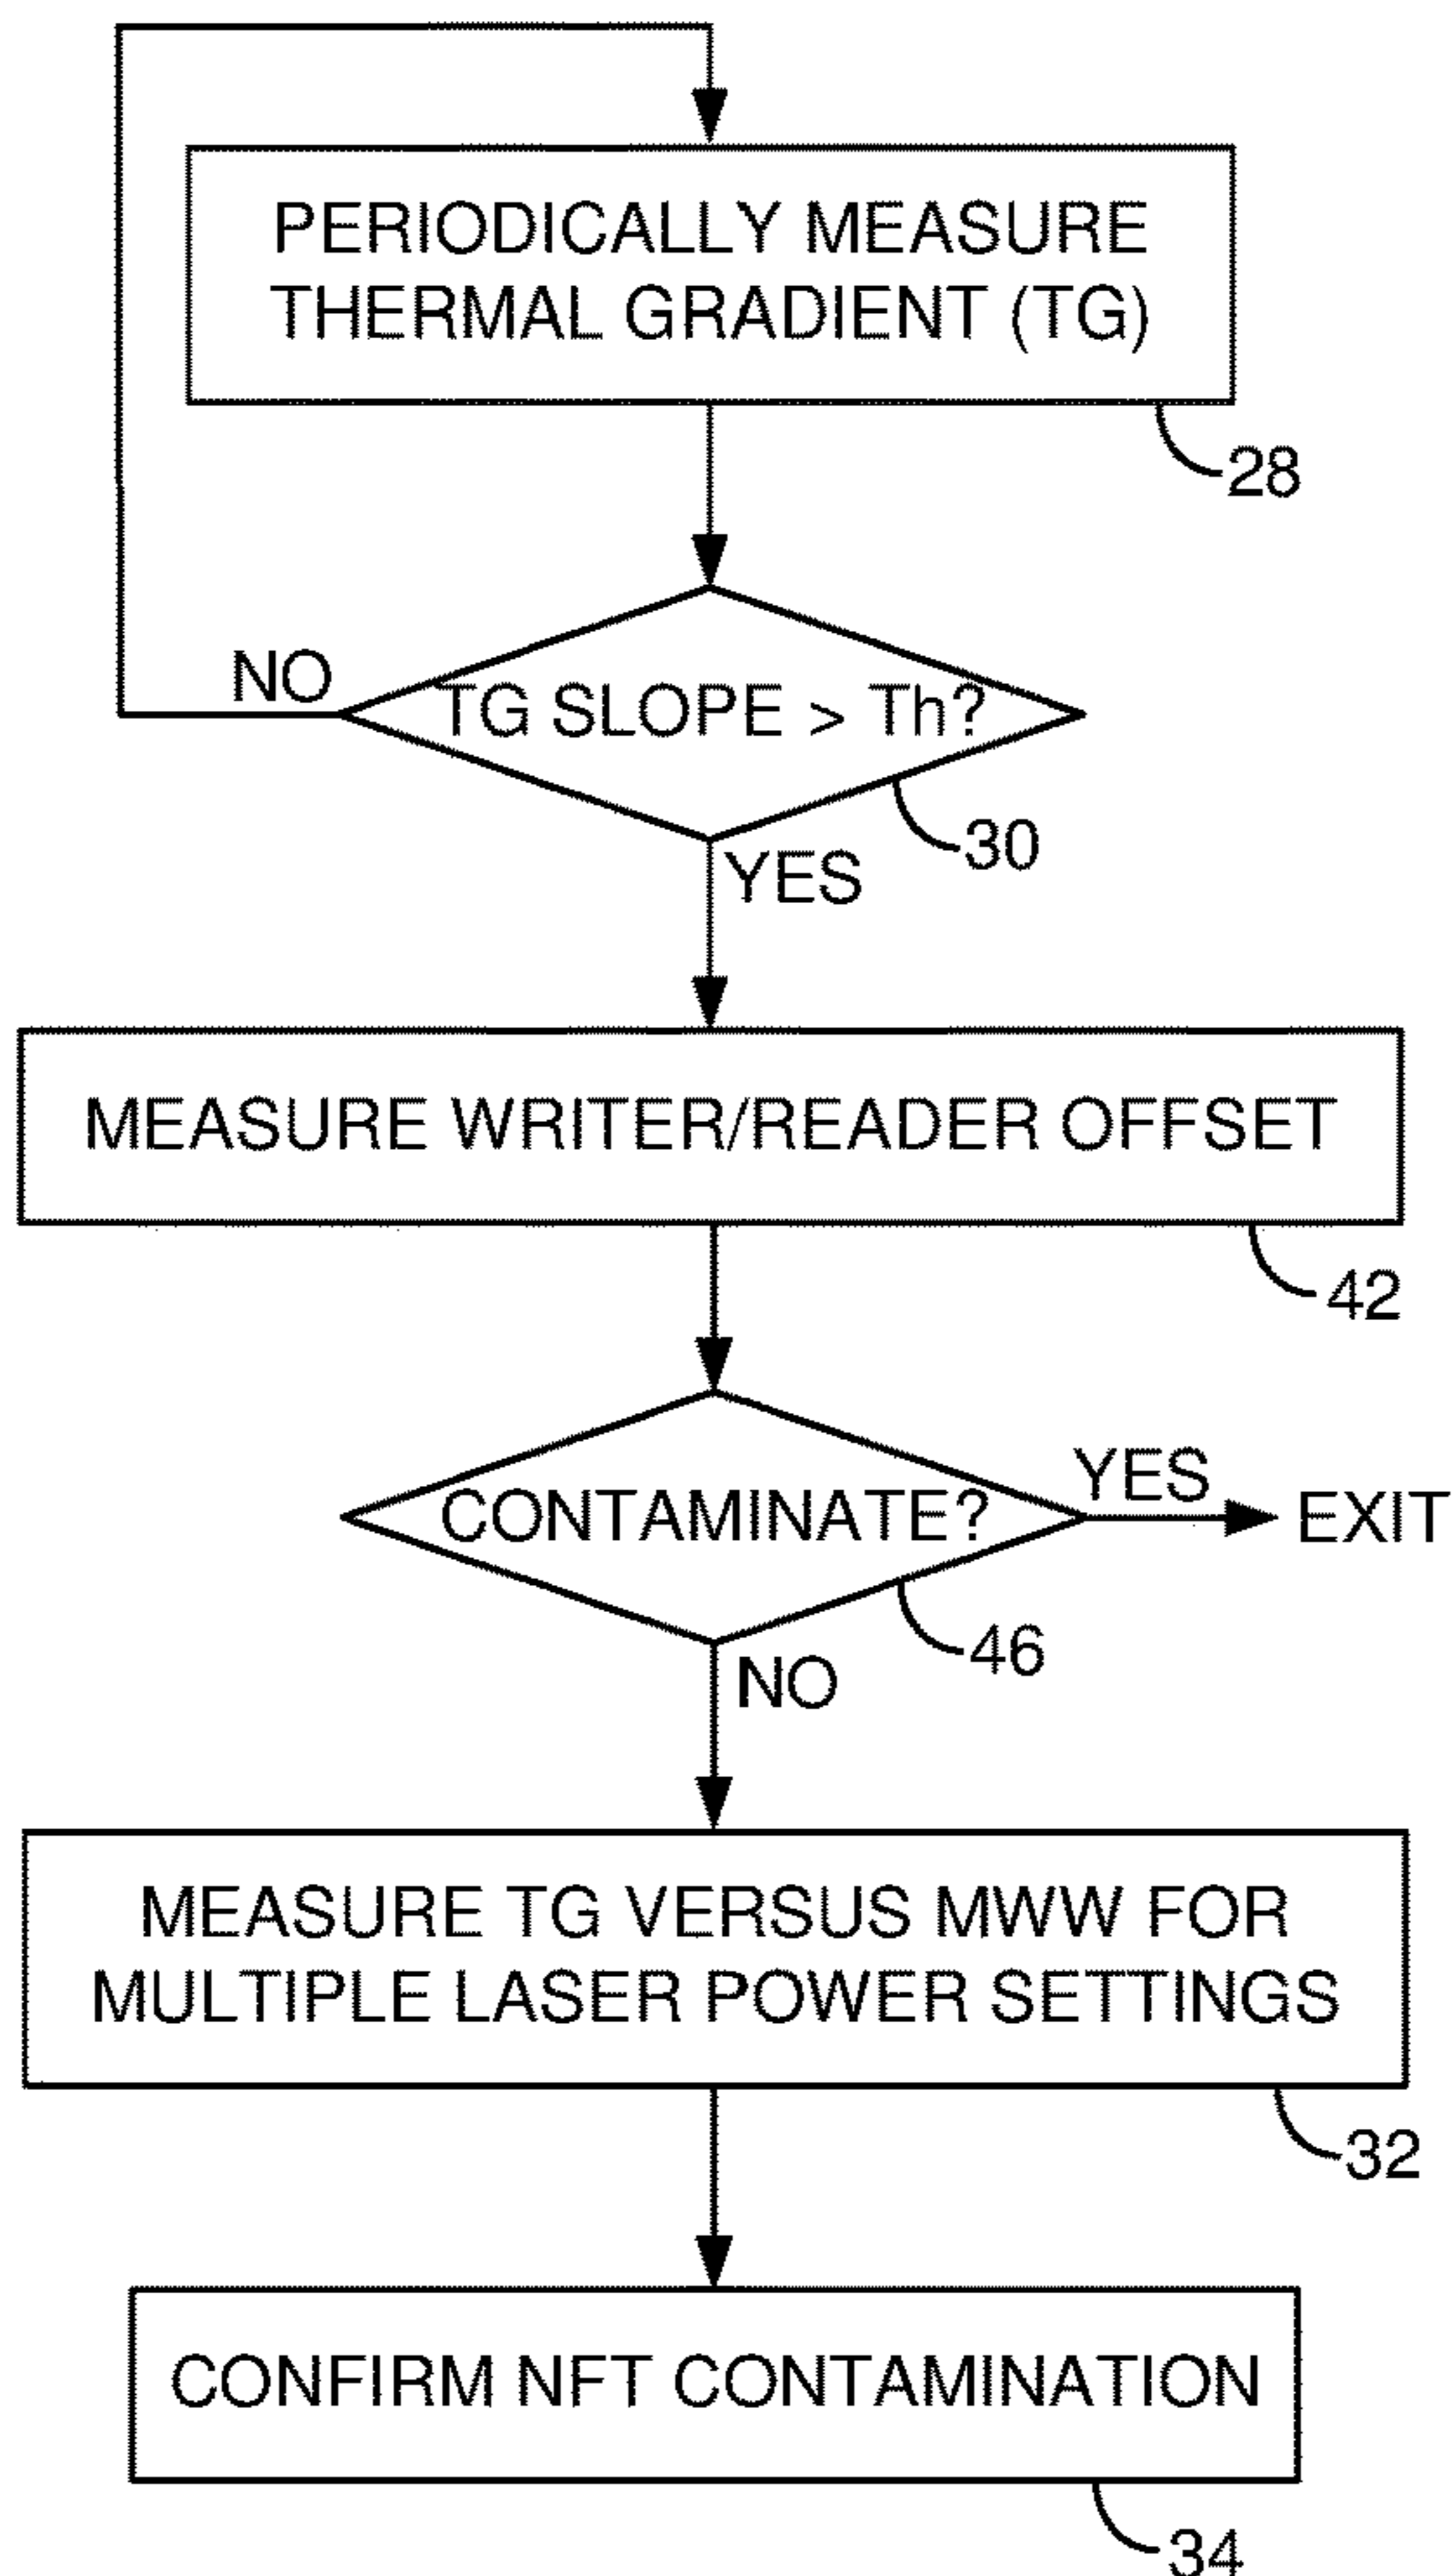 PERIODICALLY MEASURE
THERMAL GRADIENT (TG)
28
NO
TG SLOPE > Th?
30
YES
MEASURE WRITER/READER OFFSET
42
YES
CONTAMINATE?
EXIT
46
NO
MEASURE TG VERSUS MWW FOR
MULTIPLE LASER POWER SETTINGS
32
CONFIRM NFT CONTAMINATION
34